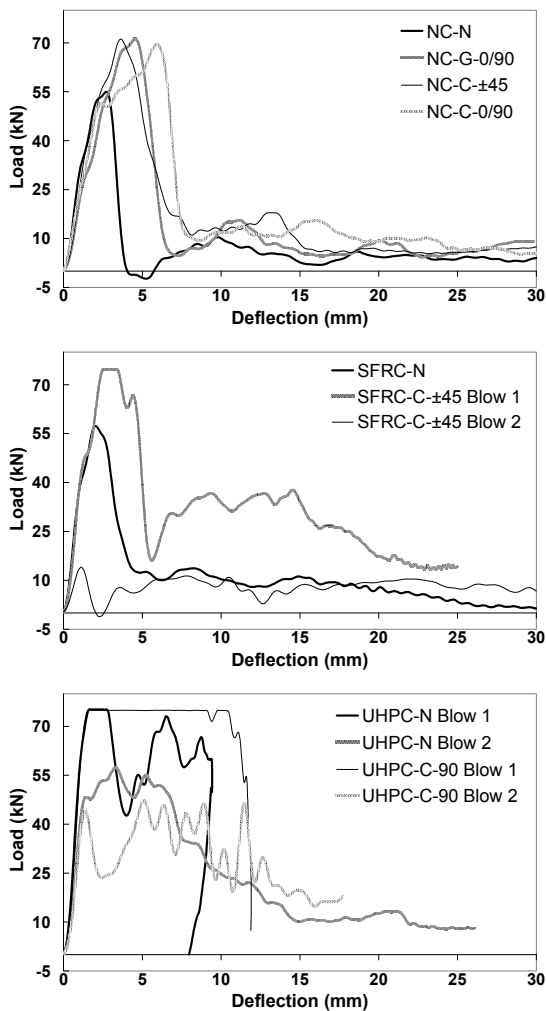 70
55
40
25
10
-5
Load (kN)
NC-N
NC-G-0/90
NC-C-±45
NC-C-0/90
0 5 10 15 20 25 30
Deflection (mm)
70
55
40
25
10
-5
Load (kN)
SFRC-N
SFRC-C-±45 Blow 1
SFRC-C-±45 Blow 2
0 5 10 15 20 25 30
Deflection (mm)
70
55
40
25
10
-5
Load (kN)
UHPC-N Blow 1
UHPC-N Blow 2
UHPC-C-90 Blow 1
UHPC-C-90 Blow 2
0 5 10 15 20 25 30
Deflection (mm)